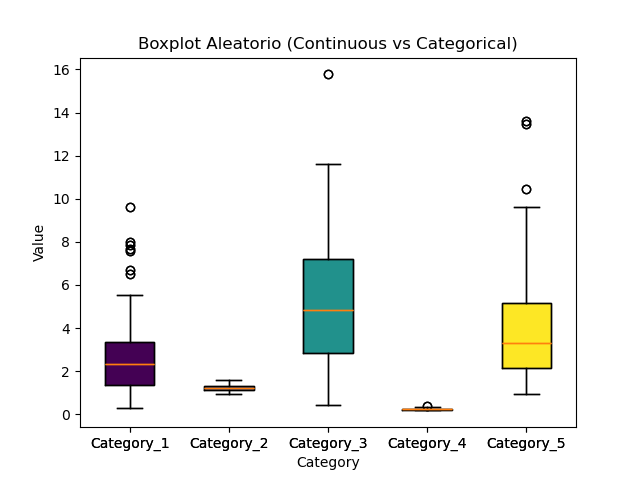 Boxplot Aleatorio (Continuous vs Categorical)
16
14
12
10
8
6
4
2
0
Value
Category_1 Category_2 Category_3 Category_4 Category_5
Category